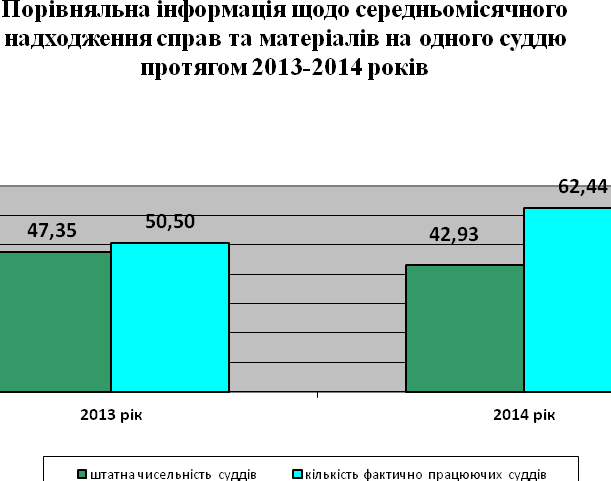 Порівняльна інформація щодо середньомісячного
надходження справ та матеріалів на одного суддю
протягом 2013-2014 років
62,44
50,50
47,35
42,93
2013 рік
2014 рік
штатна чисельність суддів
кількість фактично працюючих суддів